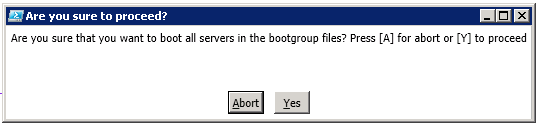 Are you sure to proceed?
Are you sure that you want to boot all servers in the bootgroup files? Press [A] for abort or [Y] to proceed
Abort Yes